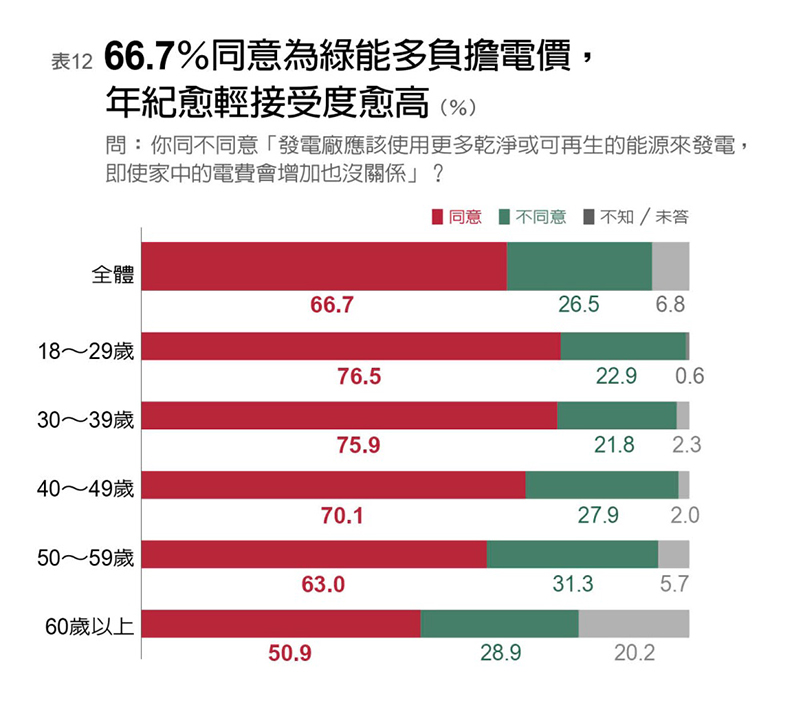 表12 66.7%同意為綠能多負擔電價，
年紀愈輕接受度愈高（%）
問：你同不同意「發電廠應該使用更多乾淨或可再生的能源來發電，
即使家中的電費會增加也沒關係」？
同意 不同意 不知／未答
全體
66.7 26.5 6.8
18～29歲
76.5 22.9 0.6
30～39歲
75.9 21.8 2.3
40～49歲
70.1 27.9 2.0
50～59歲
63.0 31.3 5.7
60歲以上
50.9 28.9 20.2